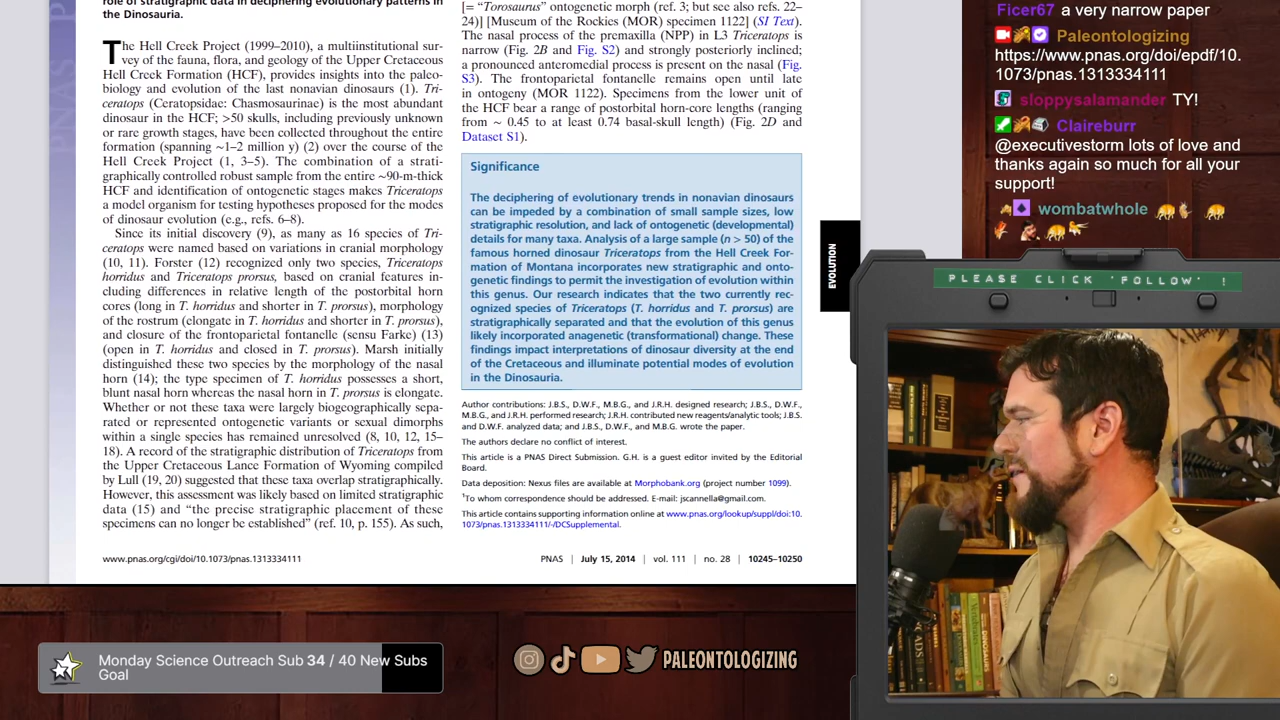 role of stratigraphic data in deciphering evolutionary patterns in
the Dinosauria.
The Hell Creek Project (1999–2010), a multiinstitutional sur-
vey of the fauna, flora, and geology of the Upper Cretaceous
Hell Creek Formation (HCF), provides insights into the paleo-
biology and evolution of the last nonavian dinosaurs (1). Tri-
ceratops (Ceratopsidae: Chasmosaurinae) is the most abundant
dinosaur in the HCF; >50 skulls, including previously unknown
or rare growth stages, have been collected throughout the entire
formation (spanning ~1–2 million y) (2) over the course of the
Hell Creek Project (1, 3–5). The combination of a strati-
graphically controlled robust sample from the entire ~90-m-thick
HCF and identification of ontogenetic stages makes Triceratops
a model organism for testing hypotheses proposed for the modes
of dinosaur evolution (e.g., refs. 6–8).
Since its initial discovery (9), as many as 16 species of Tri-
ceratops were named based on variations in cranial morphology
(10, 11). Forster (12) recognized only two species, Triceratops
horridus and Triceratops prorsus, based on cranial features in-
cluding differences in relative length of the postorbital horn
cores (long in T. horridus and shorter in T. prorsus), morphology
of the rostrum (elongate in T. horridus and shorter in T. prorsus),
and closure of the frontoparietal fontanelle (sensu Farke) (13)
(open in T. horridus and closed in T. prorsus). Marsh initially
distinguished these two species by the morphology of the nasal
horn (14); the type specimen of T. horridus possesses a short,
blunt nasal horn whereas the nasal horn in T. prorsus is elongate.
Whether or not these taxa were largely biogeographically sepa-
rated or represented ontogenetic variants or sexual dimorphs
within a single species has remained unresolved (8, 10, 12, 15–
18). A record of the stratigraphic distribution of Triceratops from
the Upper Cretaceous Lance Formation of Wyoming compiled
by Lull (19, 20) suggested that these taxa overlap stratigraphically.
However, this assessment was likely based on limited stratigraphic
data (15) and “the precise stratigraphic placement of these
specimens can no longer be established” (ref. 10, p. 155). As such,
[= “Torosaurus” ontogenetic morph (ref. 3; but see also refs. 22–
24)] [Museum of the Rockies (MOR) specimen 1122] (SI Text).
The nasal process of the premaxilla (NPP) in L3 Triceratops is
narrow (Fig. 2B and Fig. S2) and strongly posteriorly inclined;
a pronounced anteromedial process is present on the nasal (Fig.
S3). The frontoparietal fontanelle remains open until late
in ontogeny (MOR 1122). Specimens from the lower unit of
the HCF bear a range of postorbital horn-core lengths (ranging
from ~ 0.45 to at least 0.74 basal-skull length) (Fig. 2D and
Dataset S1).
Significance
The deciphering of evolutionary trends in nonavian dinosaurs
can be impeded by a combination of small sample sizes, low
stratigraphic resolution, and lack of ontogenetic (developmental)
details for many taxa. Analysis of a large sample (n > 50) of the
famous horned dinosaur Triceratops from the Hell Creek For-
mation of Montana incorporates new stratigraphic and onto-
genetic findings to permit the investigation of evolution within
this genus. Our research indicates that the two currently rec-
ognized species of Triceratops (T. horridus and T. prorsus) are
stratigraphically separated and that the evolution of this genus
likely incorporated anagenetic (transformational) change. These
findings impact interpretations of dinosaur diversity at the end
of the Cretaceous and illuminate potential modes of evolution
in the Dinosauria.
Author contributions: J.B.S., D.W.F., M.B.G., and J.R.H. designed research; J.B.S., D.W.F.,
M.B.G., and J.R.H. performed research; J.R.H. contributed new reagents/analytic tools; J.B.S.
and D.W.F. analyzed data; and J.B.S., D.W.F., and M.B.G. wrote the paper.
The authors declare no conflict of interest.
This article is a PNAS Direct Submission. G.H. is a guest editor invited by the Editorial
Board.
Data deposition: Nexus files are available at Morphobank.org (project number 1099).
1To whom correspondence should be addressed. E-mail: jscannella@gmail.com.
This article contains supporting information online at www.pnas.org/lookup/suppl/doi:10.
1073/pnas.1313334111/-/DCSupplemental.
www.pnas.org/cgi/doi/10.1073/pnas.1313334111
PNAS | July 15, 2014 | vol. 111 | no. 28 | 10245–10250
EVOLUTION
PNAS
Ficer67 a very narrow paper
Paleontologizing
https://www.pnas.org/doi/epdf/10.
1073/pnas.1313334111
sloppysalamander TY!
Claireburr
@executivestorm lots of love and
thanks again so much for all your
support!
wombatwhole
PLEASE CLICK 'FOLLOW' !
Monday Science Outreach Sub 34 / 40 New Subs
Goal
PALEONTOLOGIZING